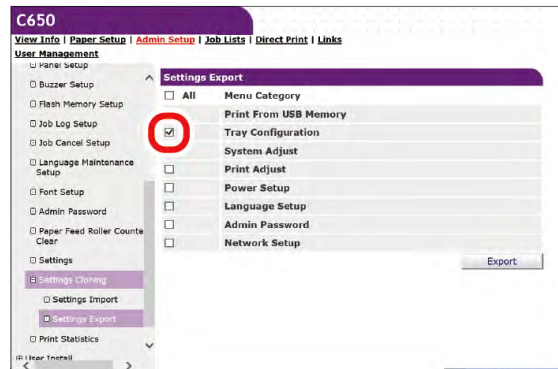 C650
View Info | Paper Setup | Admin Setup | Job Lists | Direct Print | Links
User Management
Panel Setup
Buzzer Setup
Flash Memory Setup
Job Log Setup
Job Cancel Setup
Language Maintenance
Setup
Font Setup
Admin Password
Paper Feed Roller Counte
Clear
Settings
Settings Cloning
Settings Import
Settings Export
Print Statistics
User Install
Settings Export
All Menu Category
Print From USB Memory
Tray Configuration
System Adjust
Print Adjust
Power Setup
Language Setup
Admin Password
Network Setup
Export